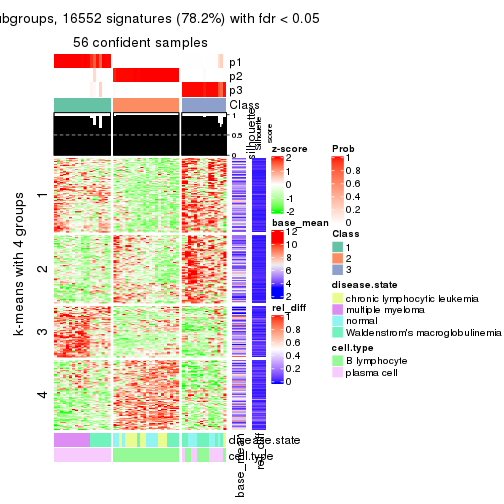 ubgroups, 16552 signatures (78.2%) with fdr < 0.05
56 confident samples
p1
p2
p3
Class
1
0.5
0
silhouette
Silhouette
score
k-means with 4 groups
1
2
3
4
disease.state
cell.type
base_mean
rel_diff
z-score
2
1
0
-1
-2
base_mean
12
10
8
6
4
2
rel_diff
1
0.8
0.6
0.4
0.2
0
Prob
1
0.8
0.6
0.4
0.2
0
Class
1
2
3
disease.state
chronic lymphocytic leukemia
multiple myeloma
normal
Waldenstrom's macroglobulinemia
cell.type
B lymphocyte
plasma cell